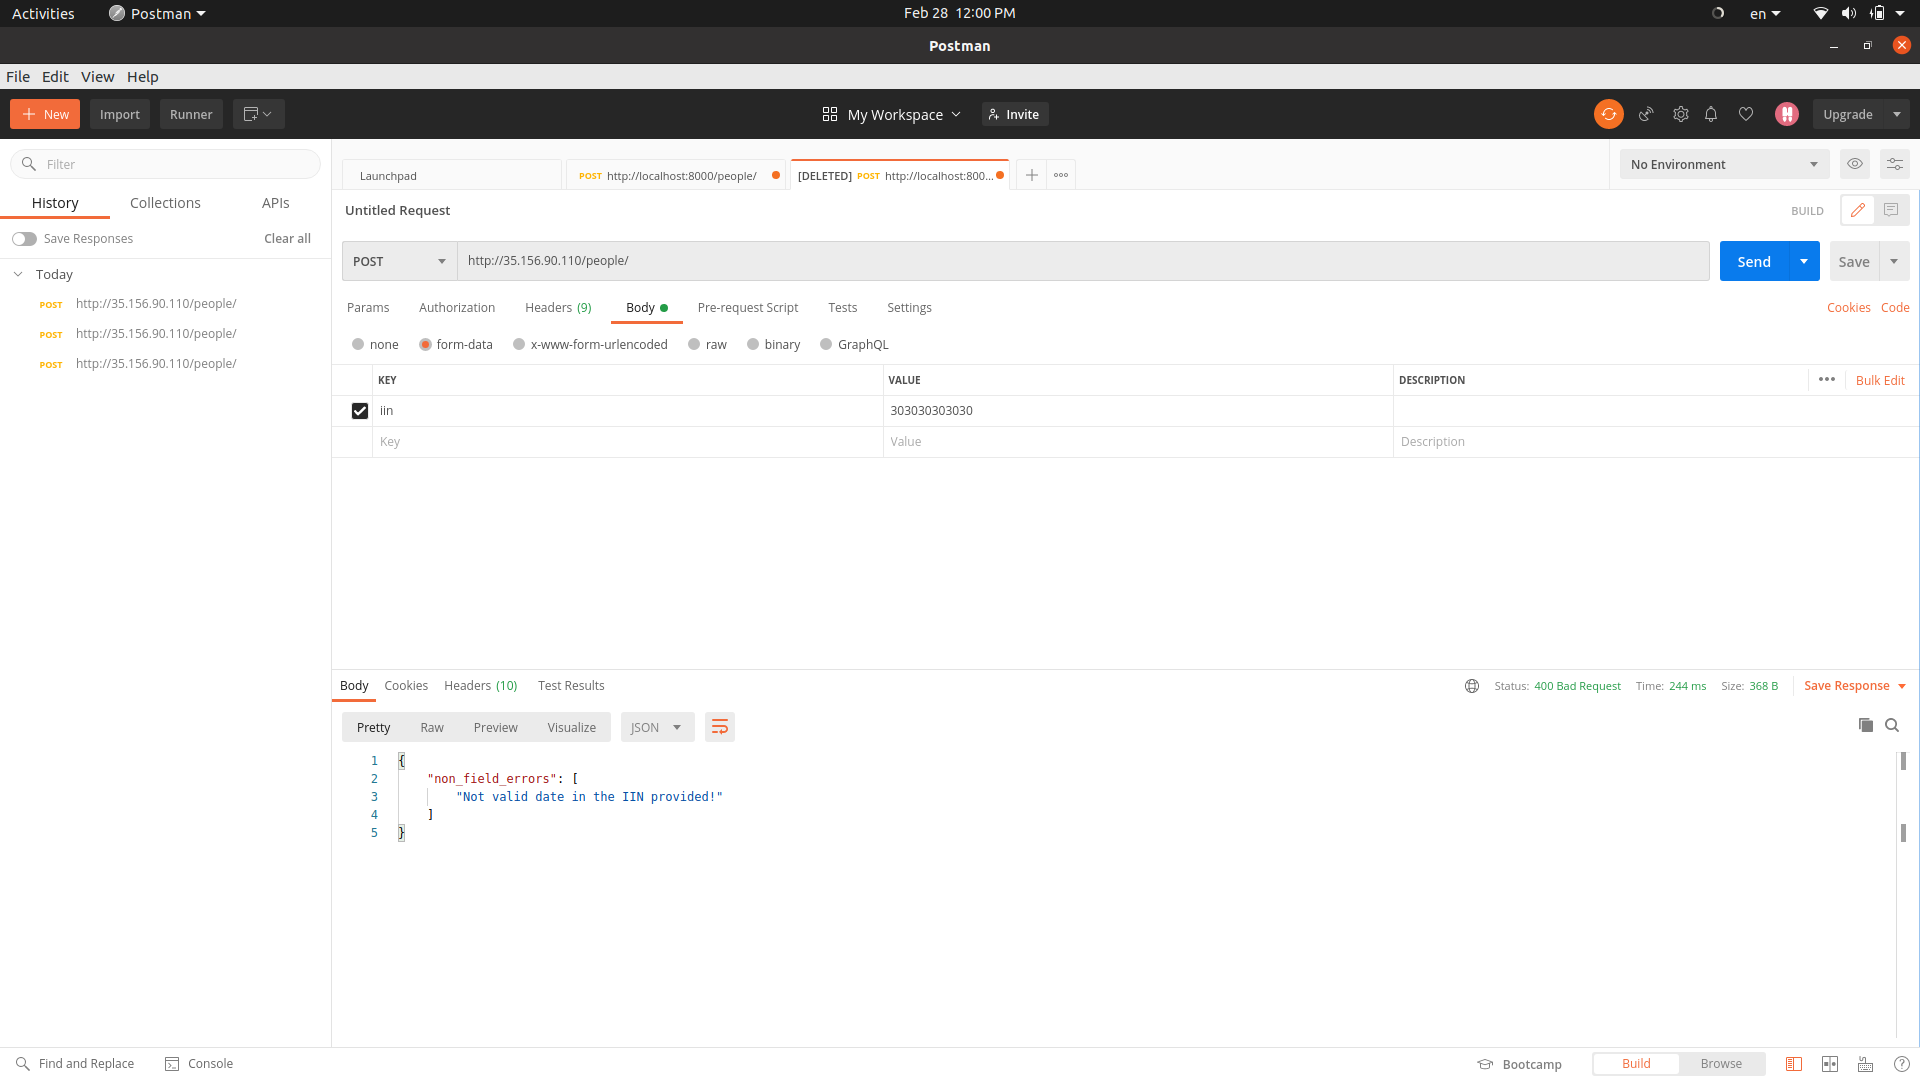 Activities
Postman
Feb 28  12:00 PM
en
Postman
File Edit View Help
New
Import
Runner
My Workspace
Invite
Upgrade
Filter
History
Collections
APIs
Save Responses
Clear all
Today
POST http://35.156.90.110/people/
POST http://35.156.90.110/people/
POST http://35.156.90.110/people/
Launchpad
POST http://localhost:8000/people/
[DELETED] POST http://localhost:800...
No Environment
Untitled Request
BUILD
POST
http://35.156.90.110/people/
Send
Save
Params
Authorization
Headers (9)
Body
Pre-request Script
Tests
Settings
Cookies
Code
none
form-data
x-www-form-urlencoded
raw
binary
GraphQL
KEY
VALUE
DESCRIPTION
Bulk Edit
iin
303030303030
Key
Value
Description
Body
Cookies
Headers (10)
Test Results
Status: 400 Bad Request
Time: 244 ms
Size: 368 B
Save Response
Pretty
Raw
Preview
Visualize
JSON
1 {
2 "non_field_errors": [
3 "Not valid date in the IIN provided!"
4 ]
5 }
Find and Replace
Console
Bootcamp
Build
Browse